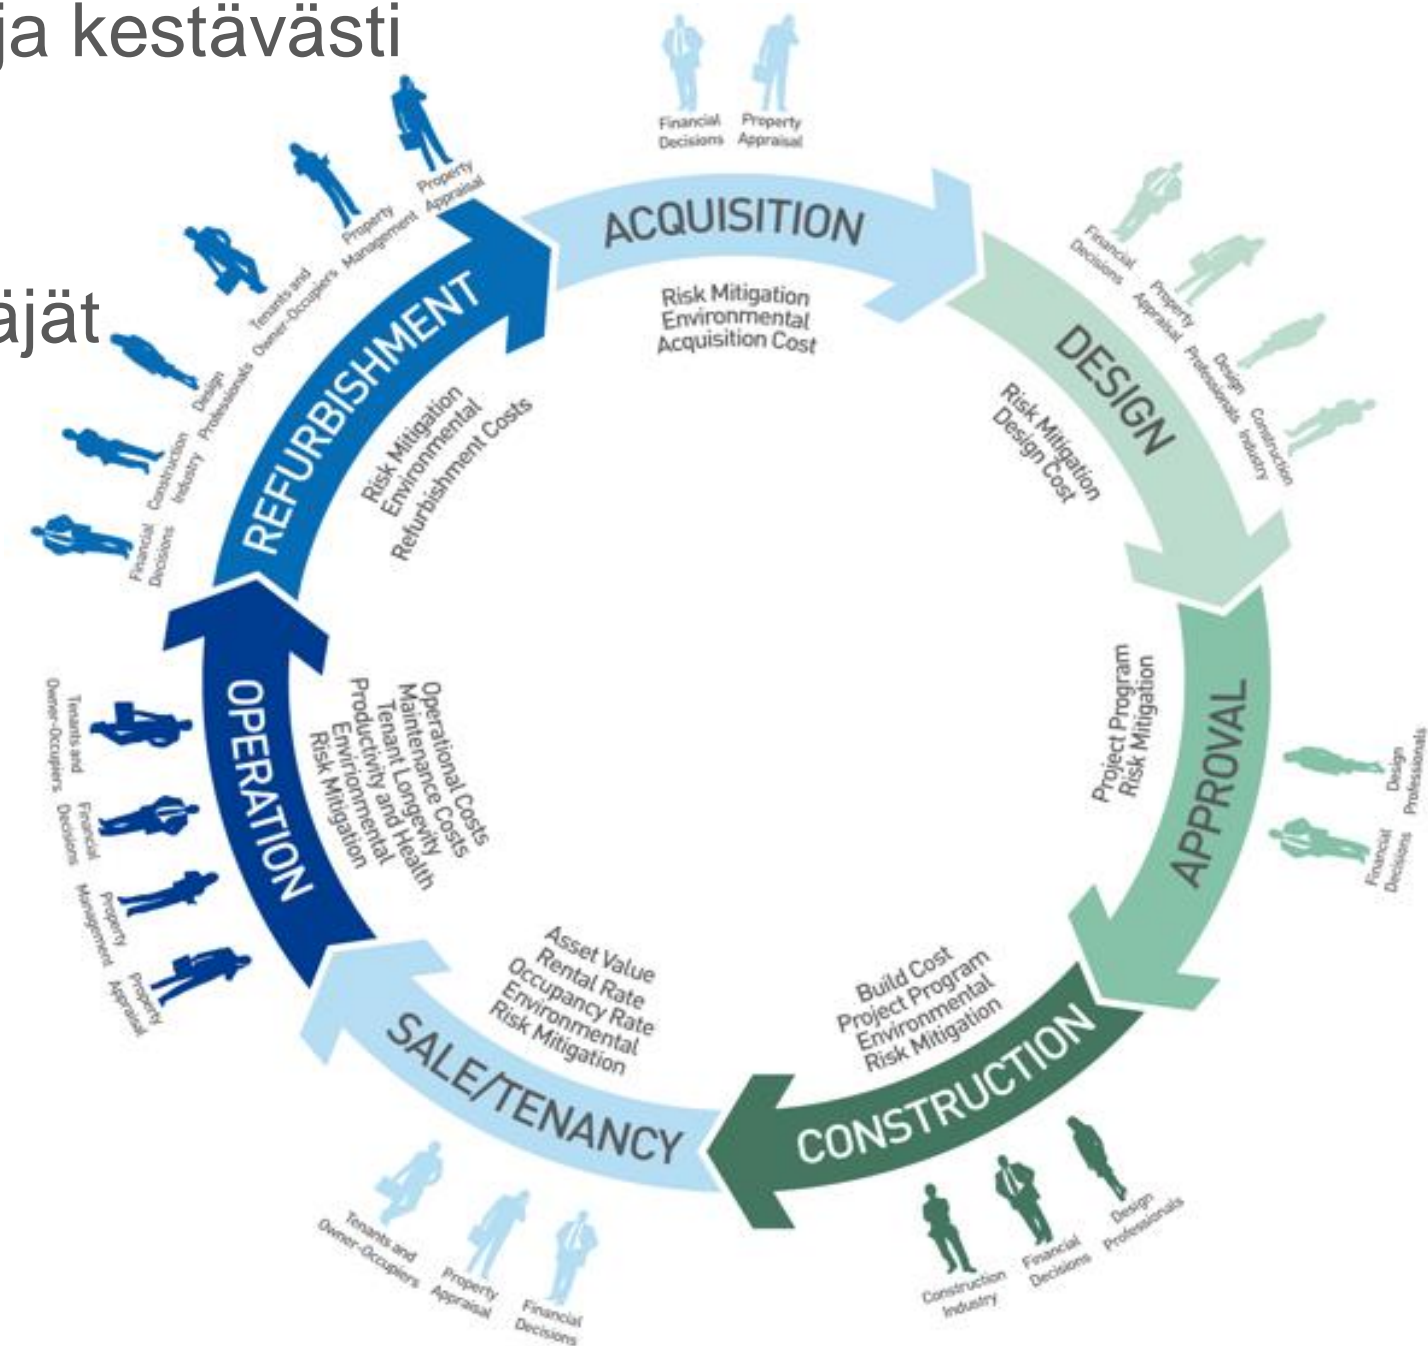 ja kestävästi
äjät
Financial
Decisions
Property
Appraisal
ACQUISITION
Risk Mitigation
Environmental
Acquisition Cost
Financial
Decisions
Property
Appraisal
Design
Professionals
Construction
Industry
DESIGN
Risk Mitigation
Design Cost
APPROVAL
Project Program
Risk Mitigation
Design
Professionals
Financial
Decisions
CONSTRUCTION
Build Cost
Project Program
Environmental
Risk Mitigation
Design
Professionals
Financial
Decisions
Construction
Industry
SALE/TENANCY
Asset Value
Rental Rate
Occupancy Rate
Environmental
Risk Mitigation
Financial
Decisions
Property
Appraisal
Tenants and
Owner-Occupiers
OPERATION
Operational Costs
Maintenance Costs
Tenant Longevity
Productivity and Health
Envirionmental
Risk Mitigation
Property
Appraisal
Property
Management
Financial
Decisions
Tenants and
Owner-Occupiers
REFURBISHMENT
Risk Mitigation
Environmental
Refurbishment Costs
Financial
Decisions
Construction
Industry
Design
Professionals
Tenants and
Owner-Occupiers
Property
Management
Property
Appraisal